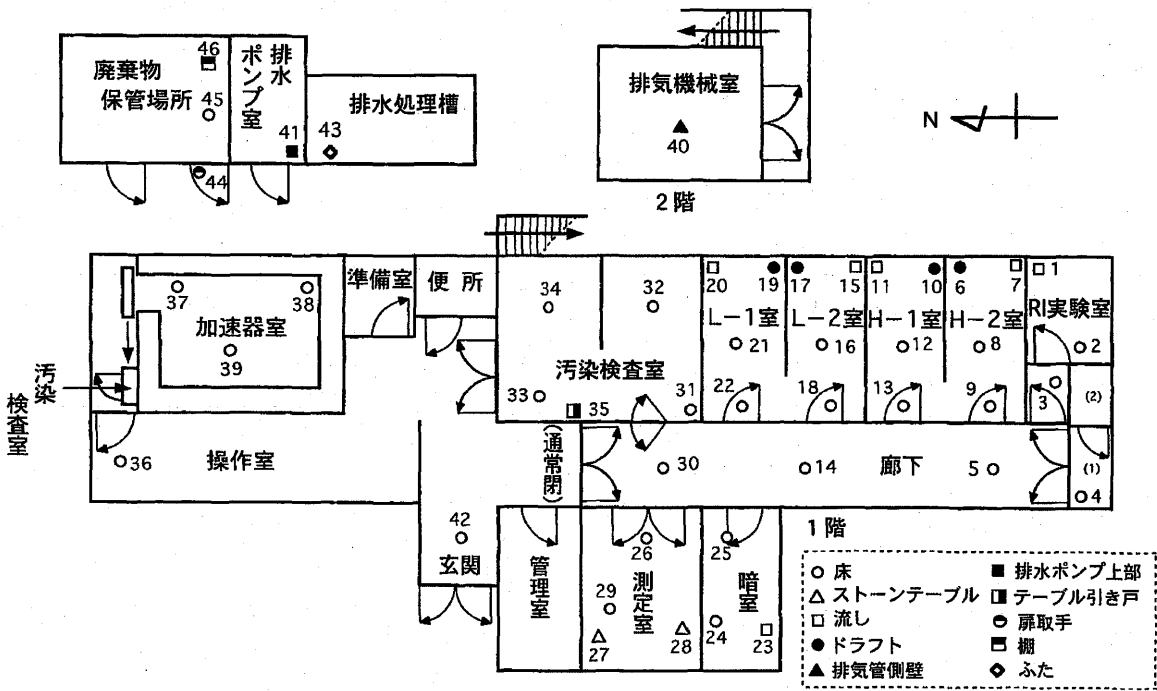 46
廃棄物
保管場所
45
排水
ポンプ室
41
43
排水処理槽
44
排気機械室
40
2階
N
37
38
加速器室
39
準備室
便所
34
32
汚染検査室
33
35
31
20
19
L－1室
21
22
17
15
L－2室
16
18
11
10
H－1室
12
13
6
7
H－2室
8
9
1
RI実験室
2
3
(2)
(1)
4
汚染
検査室
36
操作室
(通常閉)
30
14
廊下
5
42
玄関
管理室
26
29
測定室
27
28
25
暗室
24
23
1階
床
ストーンテーブル
流し
ドラフト
排気管側壁
排水ポンプ上部
テーブル引き戸
扉取手
棚
ふた